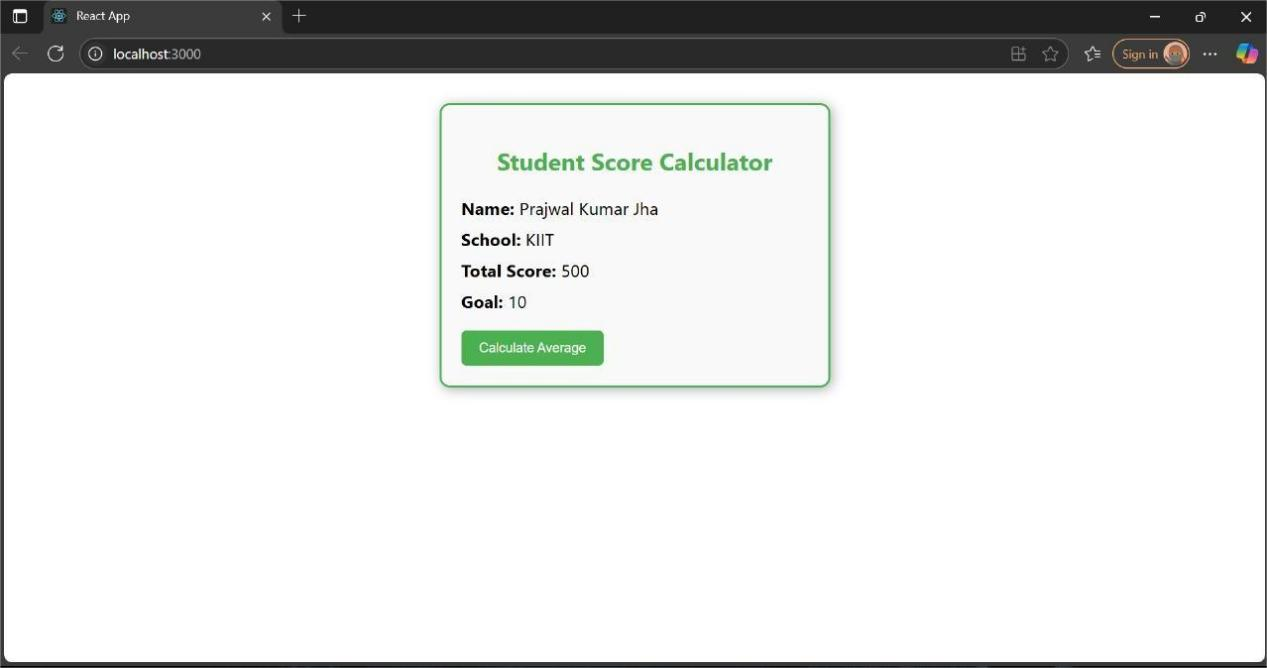 React App
localhost:3000
Sign in
Student Score Calculator
Name: Prajwal Kumar Jha
School: KIIT
Total Score: 500
Goal: 10
Calculate Average